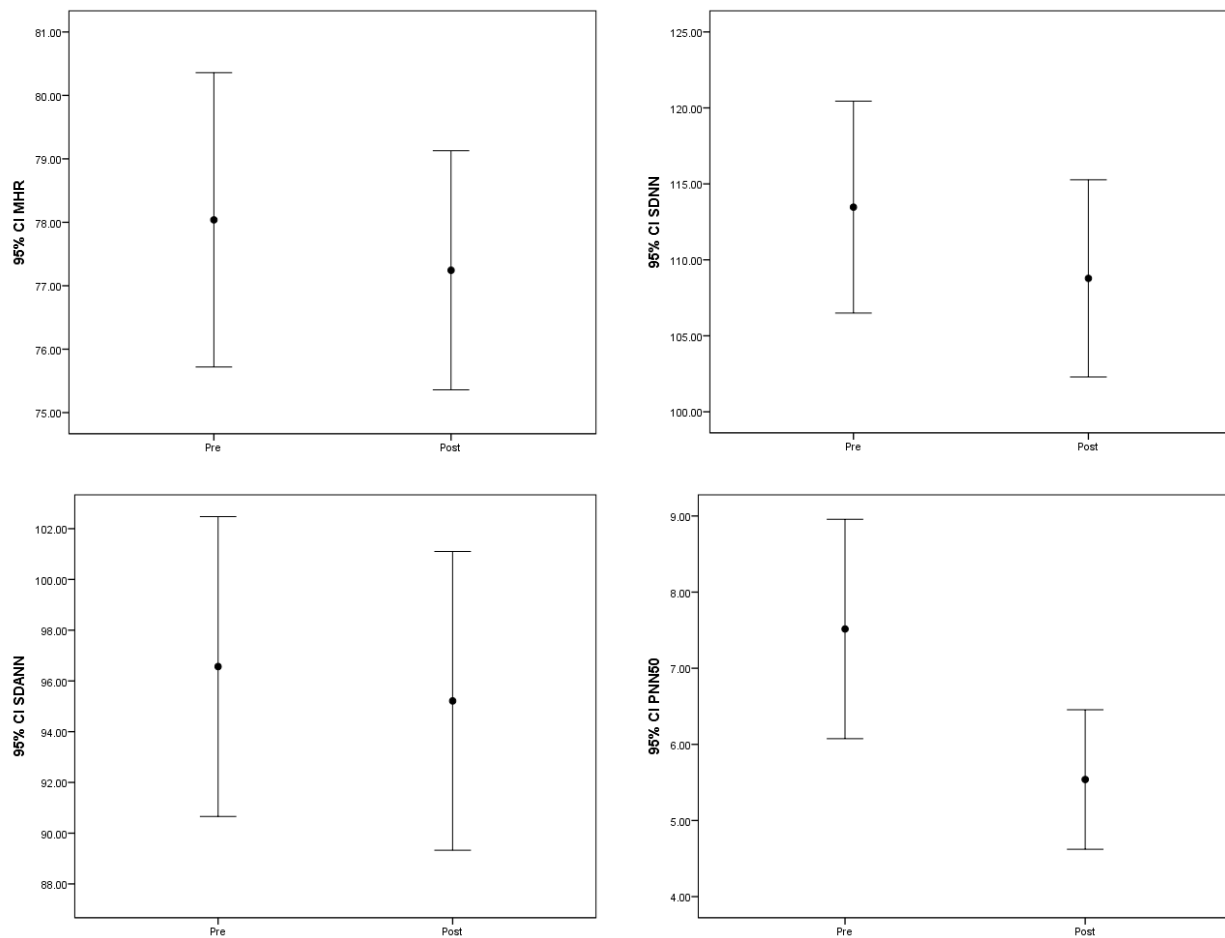 95% CI MHR
81.00
80.00
79.00
78.00
77.00
76.00
75.00
Pre
Post
95% CI SDNN
125.00
120.00
115.00
110.00
105.00
100.00
Pre
Post
95% CI SDANN
102.00
100.00
98.00
96.00
94.00
92.00
90.00
88.00
Pre
Post
95% CI PNN50
9.00
8.00
7.00
6.00
5.00
4.00
Pre
Post